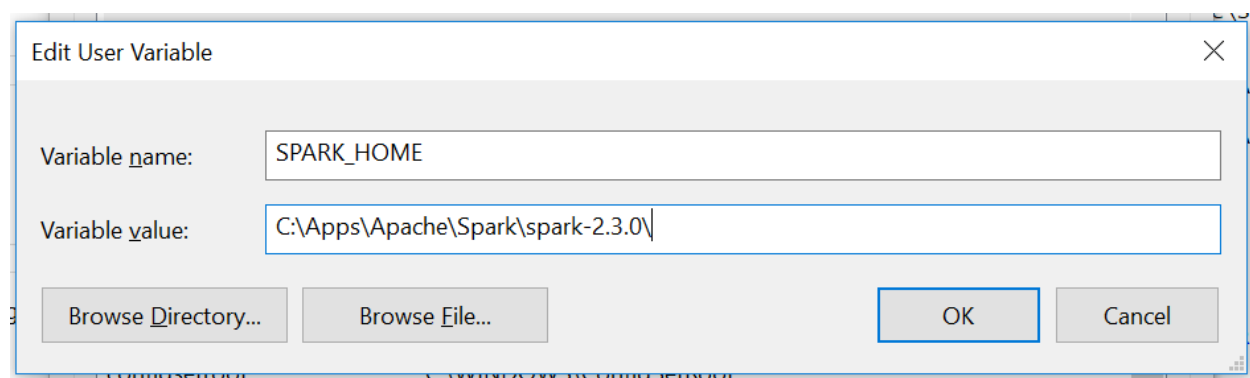 Edit User Variable
Variable name:
SPARK_HOME
Variable value:
C:\Apps\Apache\Spark\spark-2.3.0\
Browse Directory...
Browse File...
OK
Cancel